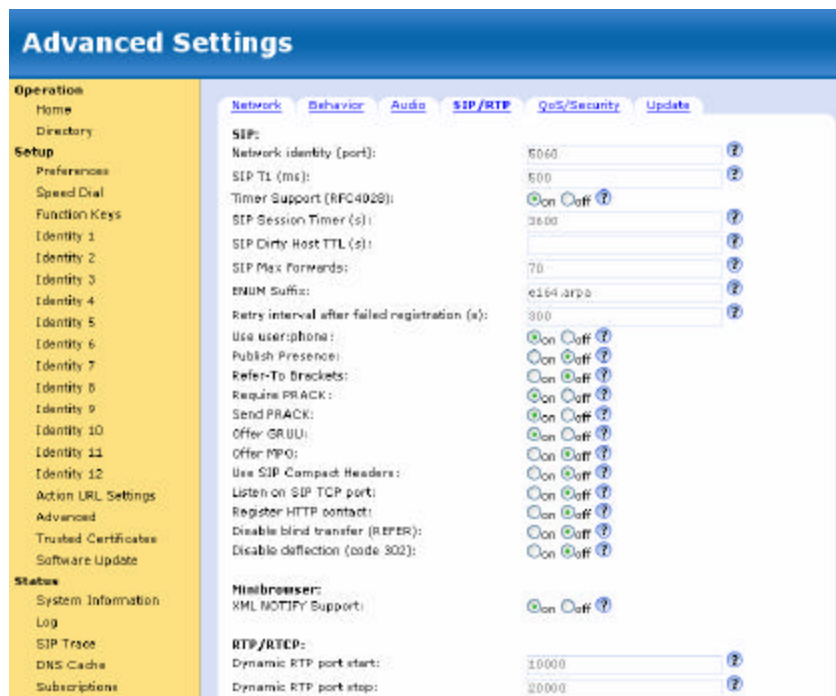 Advanced Settings
Operation
Home
Directory
Setup
Preferences
Speed Dial
Function Keys
Identity 1
Identity 2
Identity 3
Identity 4
Identity 5
Identity 6
Identity 7
Identity 8
Identity 9
Identity 10
Identity 11
Identity 12
Action URL Settings
Advanced
Trusted Certificates
Software Update
Status
System Information
Log
SIP Trace
DNS Cache
Subscriptions
Network Behavior Audio SIP/RTP QoS/Security Update
SIP:
Network identity (port): 5060 ?
SIP T1 (ms): 500 ?
Timer Support (RFC4028): on off ?
SIP Session Timer (s): 3600 ?
SIP Dirty Host TTL (s): ?
SIP Max Forwards: 70 ?
ENUM Suffix: e164.arpa ?
Retry interval after failed registration (s): 300 ?
Use user:phone: on off ?
Publish Presence: on off ?
Refer-To Brackets: on off ?
Require PRACK: on off ?
Send PRACK: on off ?
Offer GRUU: on off ?
Offer MPO: on off ?
Use SIP Compact Headers: on off ?
Listen on SIP TCP port: on off ?
Register HTTP contact: on off ?
Disable blind transfer (REFER): on off ?
Disable deflection (code 302): on off ?
Minibrowser:
XML NOTIFY Support: on off ?
RTP/RTCP:
Dynamic RTP port start: 10000 ?
Dynamic RTP port stop: 20000 ?